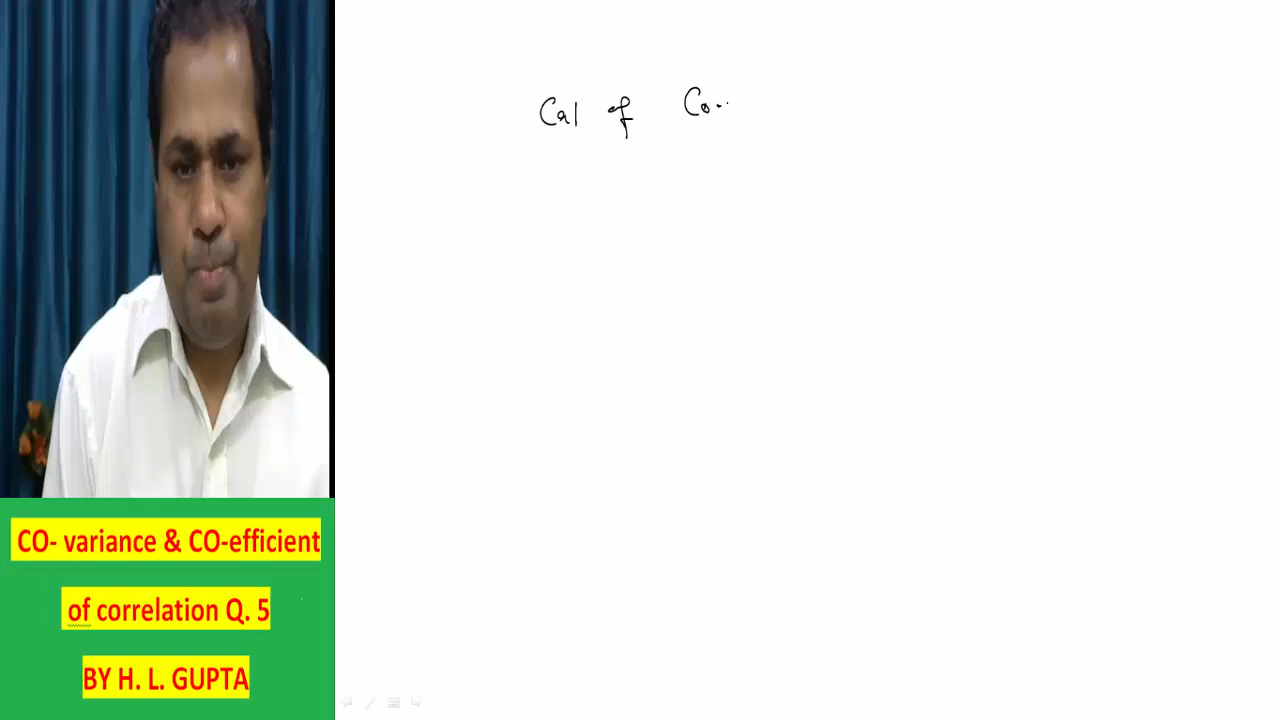 Cal of Co
CO- variance & CO-efficient
of correlation Q. 5
BY H. L. GUPTA